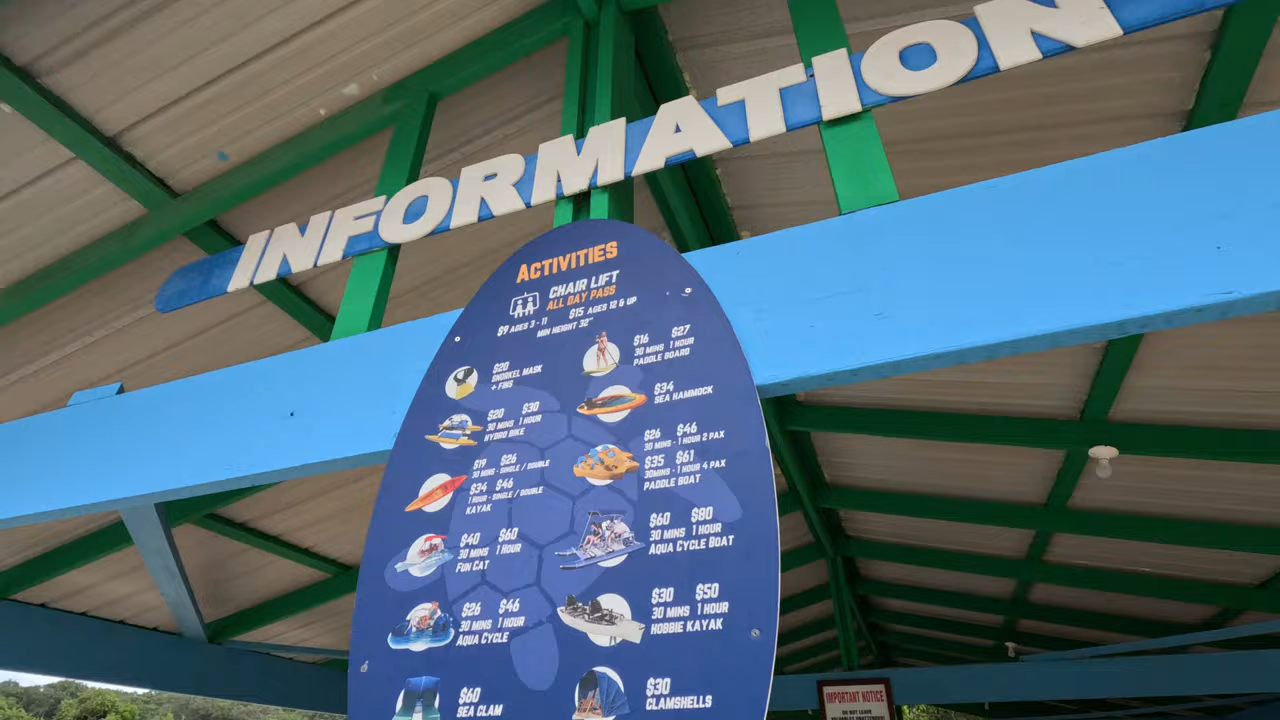 INFORMATION
ACTIVITIES
CHAIR LIFT
ALL DAY PASS
$9 AGES 3 - 11 $15 AGES 12 & UP
MIN HEIGHT 32"
$20
SNORKEL MASK
+ FINS
$20 $30
30 MINS 1 HOUR
HYDRO BIKE
$19 $26
30 MINS - SINGLE / DOUBLE
$34 $46
1 HOUR - SINGLE / DOUBLE
KAYAK
$40 $60
30 MINS 1 HOUR
FUN CAT
$26 $46
30 MINS 1 HOUR
AQUA CYCLE
$60
SEA CLAM
$16 $27
30 MINS 1 HOUR
PADDLE BOARD
$34
SEA HAMMOCK
$26 $46
30 MINS - 1 HOUR 2 PAX
$35 $61
30MINS - 1 HOUR 4 PAX
PADDLE BOAT
$60 $80
30 MINS 1 HOUR
AQUA CYCLE BOAT
$30 $50
30 MINS 1 HOUR
HOBBIE KAYAK
$30
CLAMSHELLS
IMPORTANT NOTICE
DO NOT LEAVE